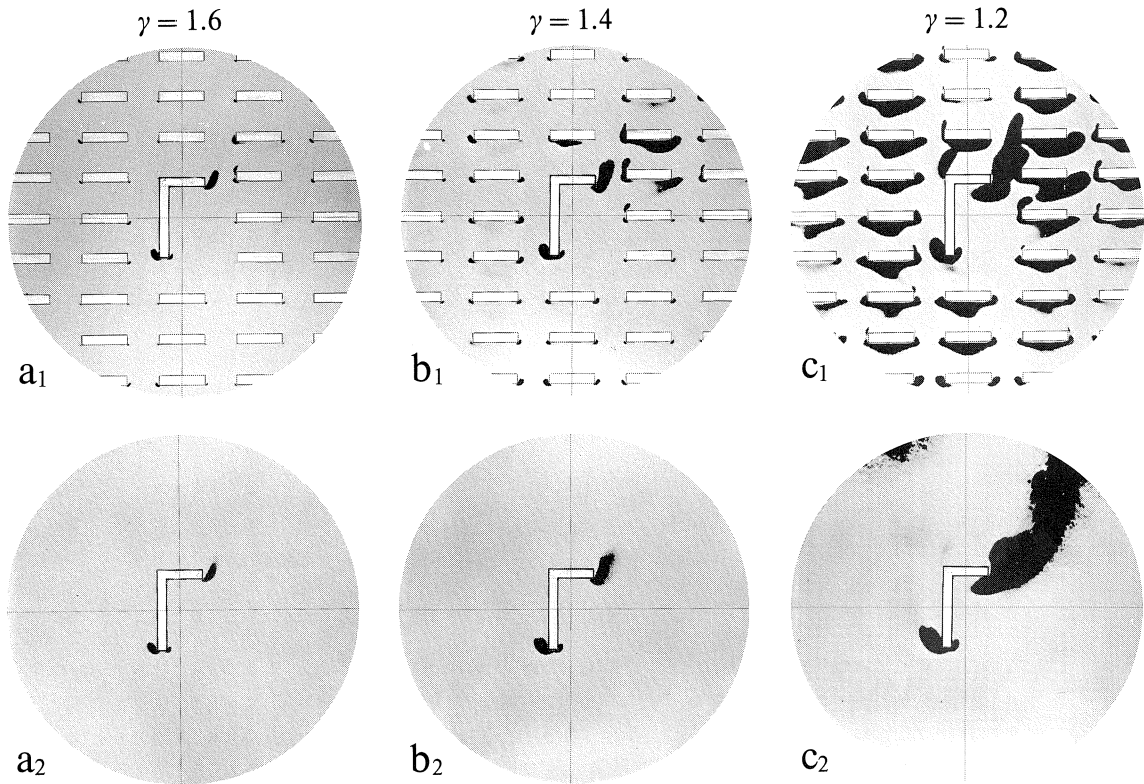 γ = 1.6
γ = 1.4
γ = 1.2
a₁
b₁
c₁
a₂
b₂
c₂